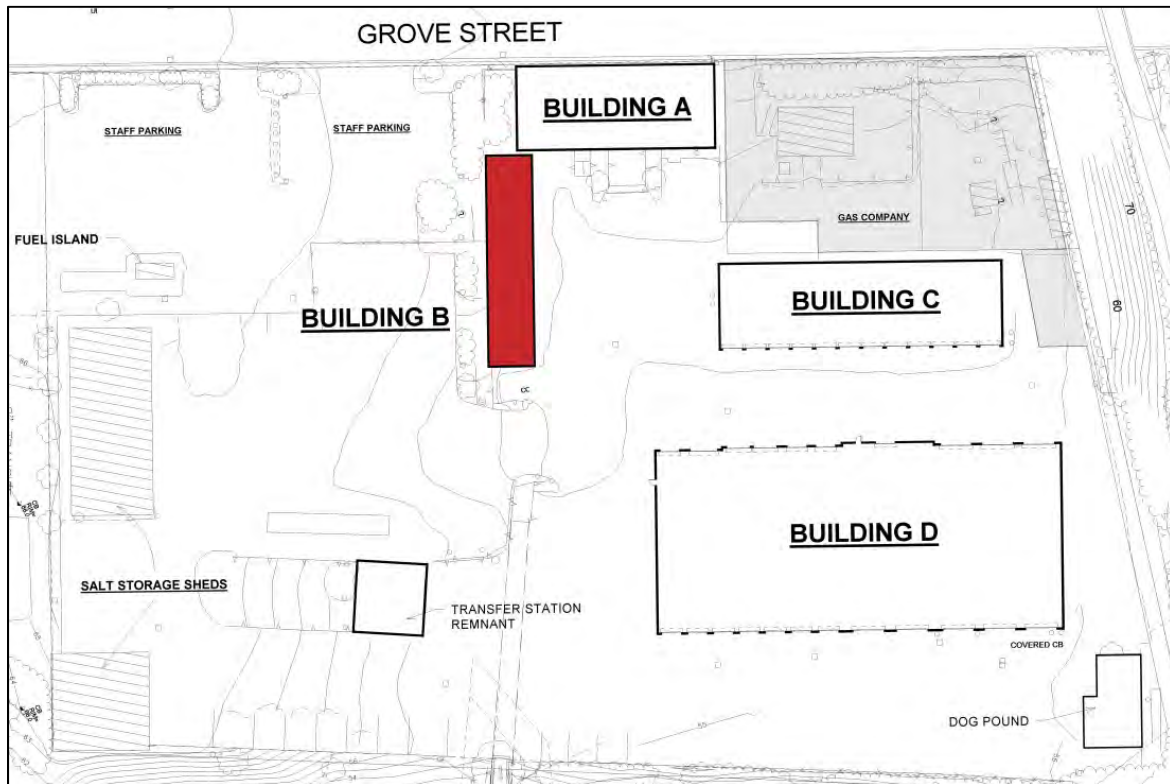 GROVE STREET
BUILDING A
STAFF PARKING
STAFF PARKING
GAS COMPANY
FUEL ISLAND
BUILDING B
BUILDING C
70
60
CC
BUILDING D
SALT STORAGE SHEDS
TRANSFER STATION
REMNANT
COVERED CB
DOG POUND